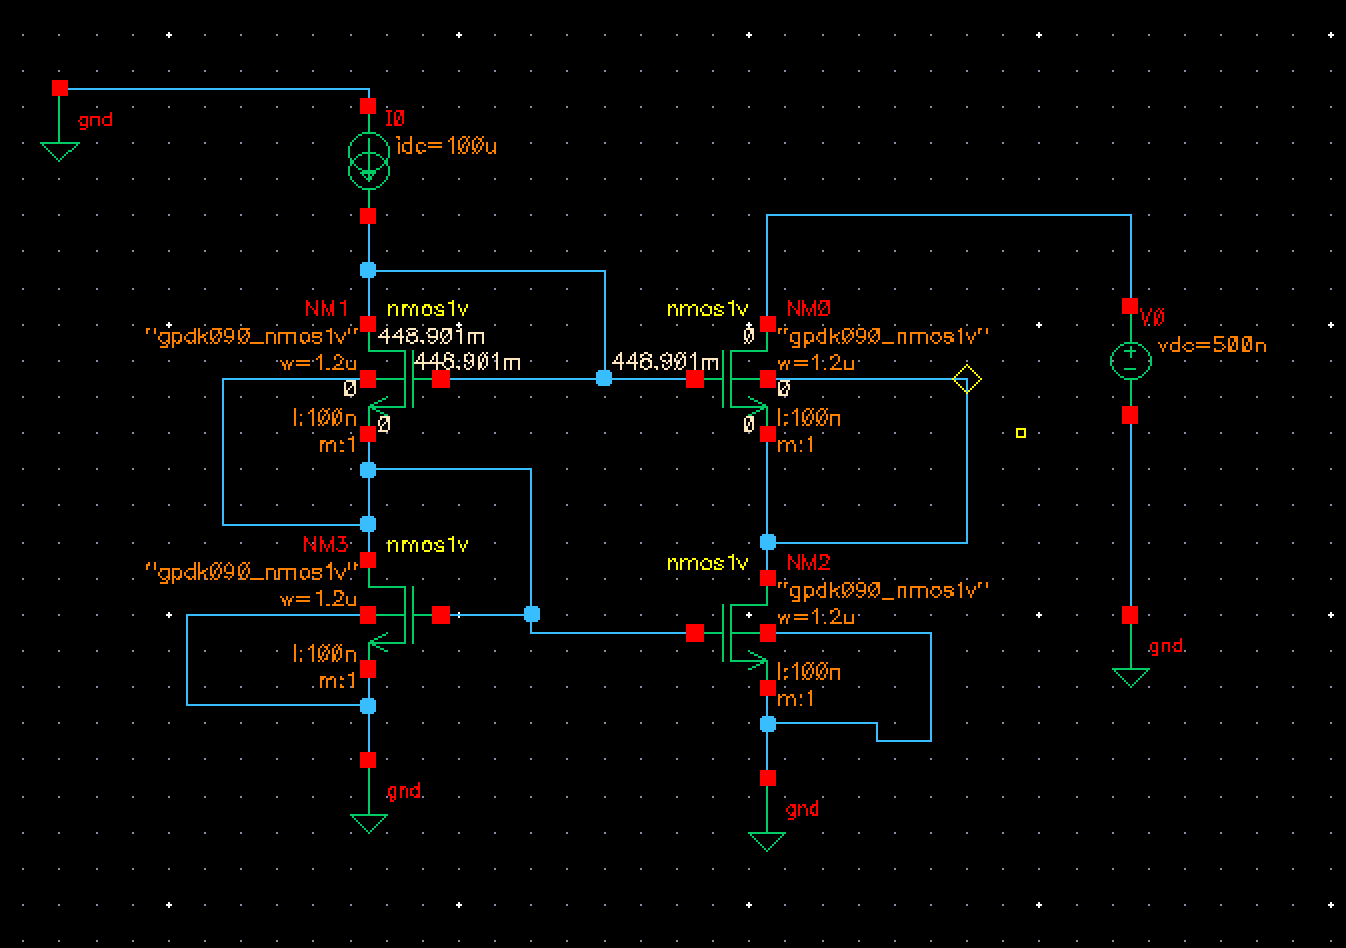 gnd
I0
idc=100u
NM1
nmos1v
"gpdk090_nmos1v"
448.901m
w=1.2u
448.901m
0
l:100n
0
m:1
nmos1v
NM0
0
"gpdk090_nmos1v"
448.901m
w=1.2u
0
l:100n
0
m:1
V0
vdc=500n
NM3
nmos1v
"gpdk090_nmos1v"
w=1.2u
l:100n
m:1
nmos1v
NM2
"gpdk090_nmos1v"
w=1.2u
l:100n
m:1
gnd
gnd
gnd